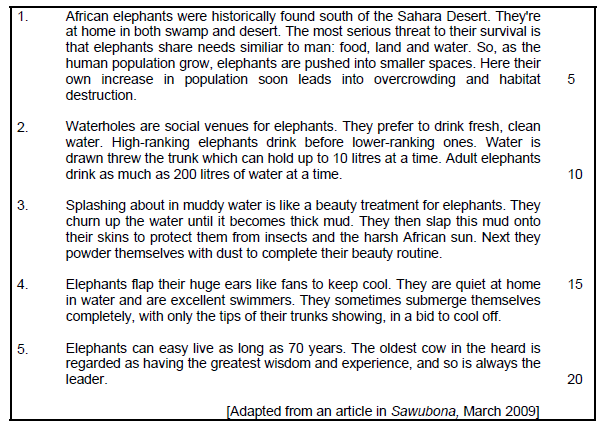 1. African elephants were historically found south of the Sahara Desert. They're
at home in both swamp and desert. The most serious threat to their survival is
that elephants share needs similiar to man: food, land and water. So, as the
human population grow, elephants are pushed into smaller spaces. Here their
own increase in population soon leads into overcrowding and habitat 5
destruction.
2. Waterholes are social venues for elephants. They prefer to drink fresh, clean
water. High-ranking elephants drink before lower-ranking ones. Water is
drawn threw the trunk which can hold up to 10 litres at a time. Adult elephants
drink as much as 200 litres of water at a time. 10
3. Splashing about in muddy water is like a beauty treatment for elephants. They
churn up the water until it becomes thick mud. They then slap this mud onto
their skins to protect them from insects and the harsh African sun. Next they
powder themselves with dust to complete their beauty routine.
4. Elephants flap their huge ears like fans to keep cool. They are quiet at home 15
in water and are excellent swimmers. They sometimes submerge themselves
completely, with only the tips of their trunks showing, in a bid to cool off.
5. Elephants can easy live as long as 70 years. The oldest cow in the heard is
regarded as having the greatest wisdom and experience, and so is always the
leader. 20
[Adapted from an article in Sawubona, March 2009]